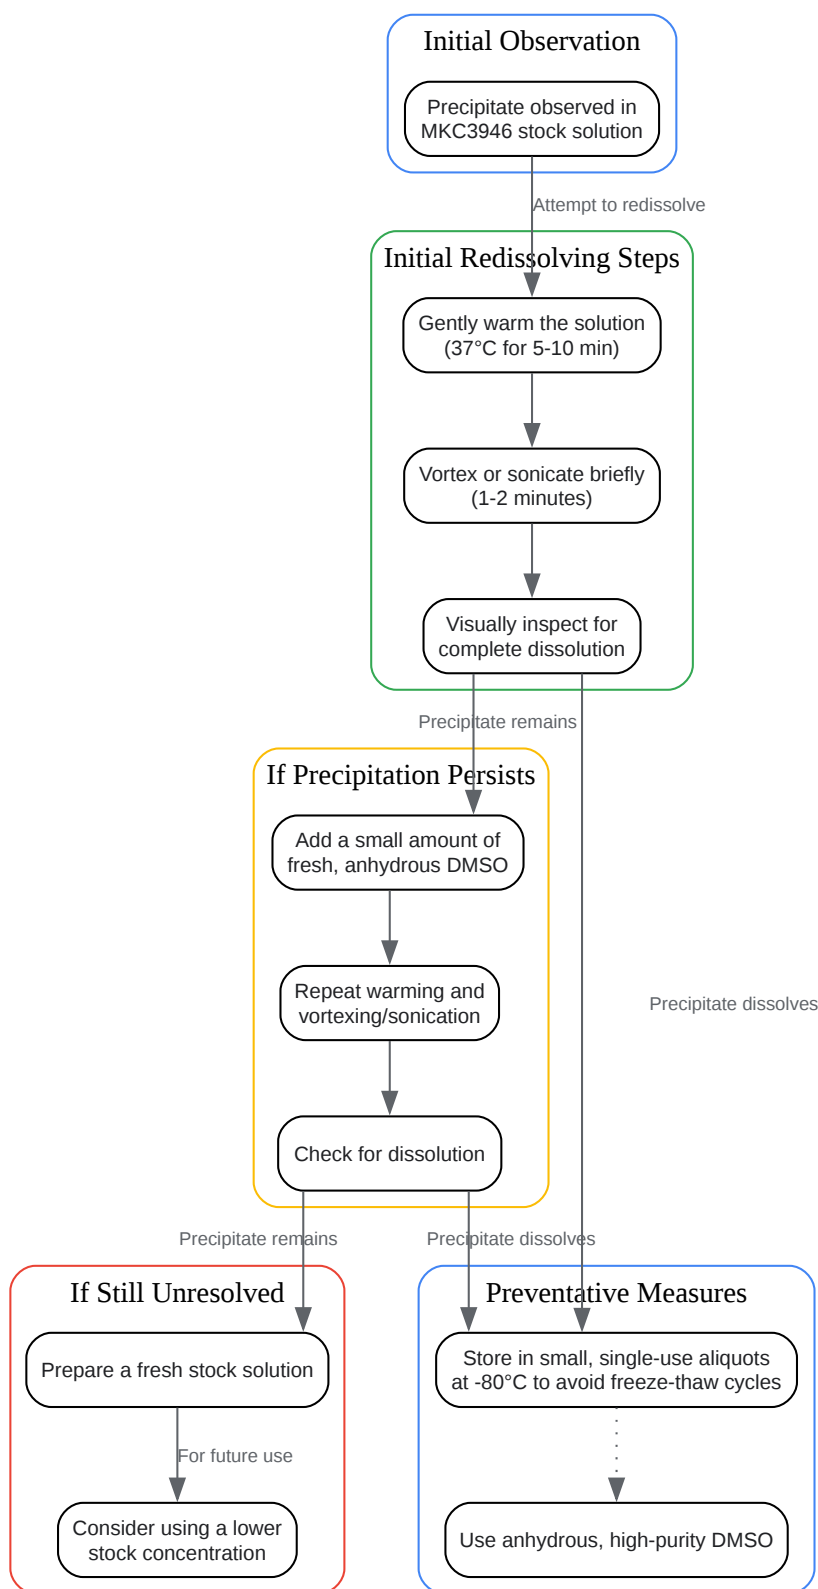 Initial Observation
Precipitate observed in
MKC3946 stock solution
Attempt to redissolve
Initial Redissolving Steps
Gently warm the solution
(37°C for 5-10 min)
Vortex or sonicate briefly
(1-2 minutes)
Visually inspect for
complete dissolution
Precipitate remains
If Precipitation Persists
Add a small amount of
fresh, anhydrous DMSO
Repeat warming and
vortexing/sonication
Precipitate dissolves
Check for dissolution
Precipitate remains
Precipitate dissolves
If Still Unresolved
Prepare a fresh stock solution
For future use
Consider using a lower
stock concentration
Preventative Measures
Store in small, single-use aliquots
at -80°C to avoid freeze-thaw cycles
Use anhydrous, high-purity DMSO